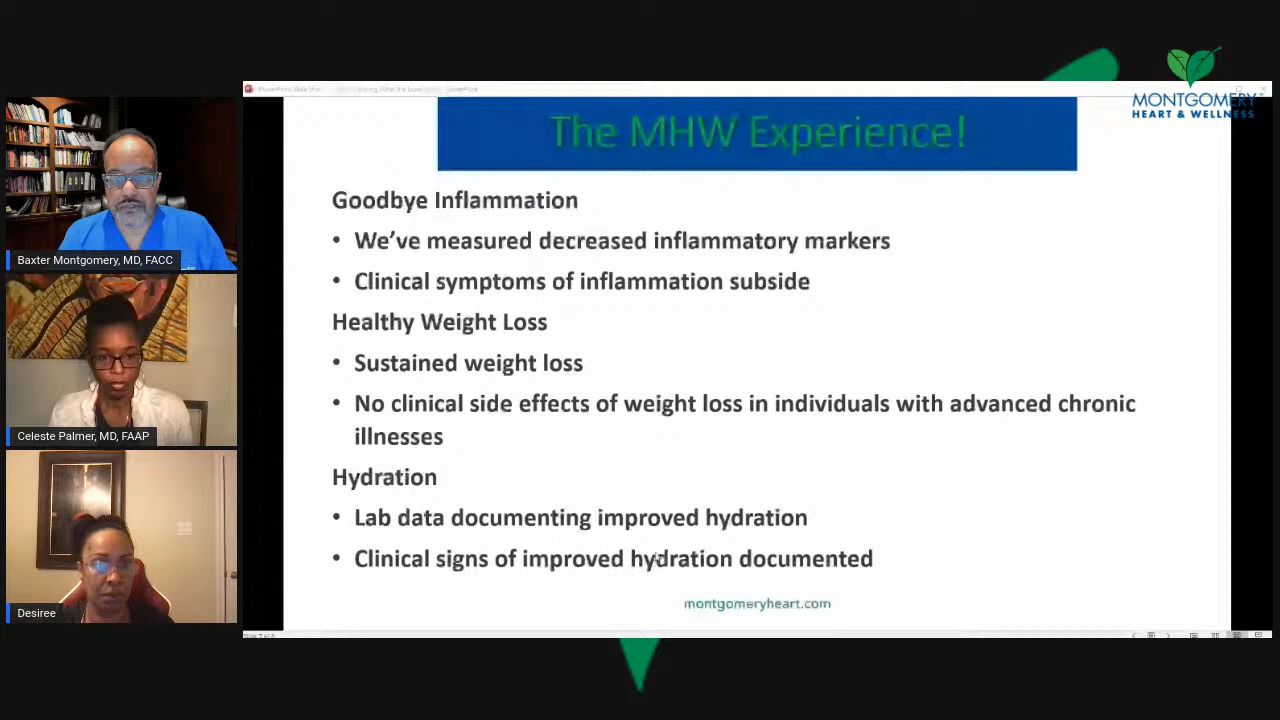 MONTGOMERY
HEART & WELLNESS
The MHW Experience!
Goodbye Inflammation
• We've measured decreased inflammatory markers
• Clinical symptoms of inflammation subside
Healthy Weight Loss
• Sustained weight loss
• No clinical side effects of weight loss in individuals with advanced chronic
illnesses
Hydration
• Lab data documenting improved hydration
• Clinical signs of improved hydration documented
montgomeryheart.com
Baxter Montgomery, MD, FACC
Celeste Palmer, MD, FAAP
Desiree